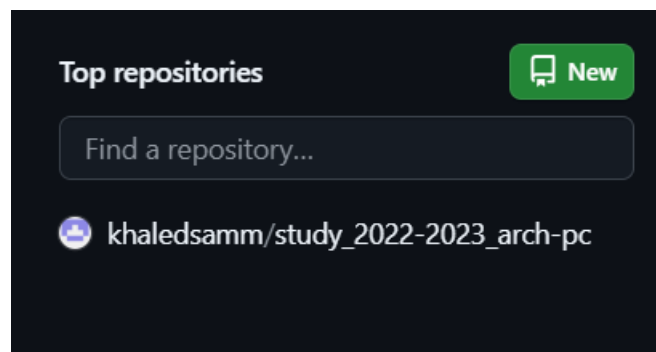 Top repositories
New
Find a repository...
khaledsamm/study_2022-2023_arch-pc